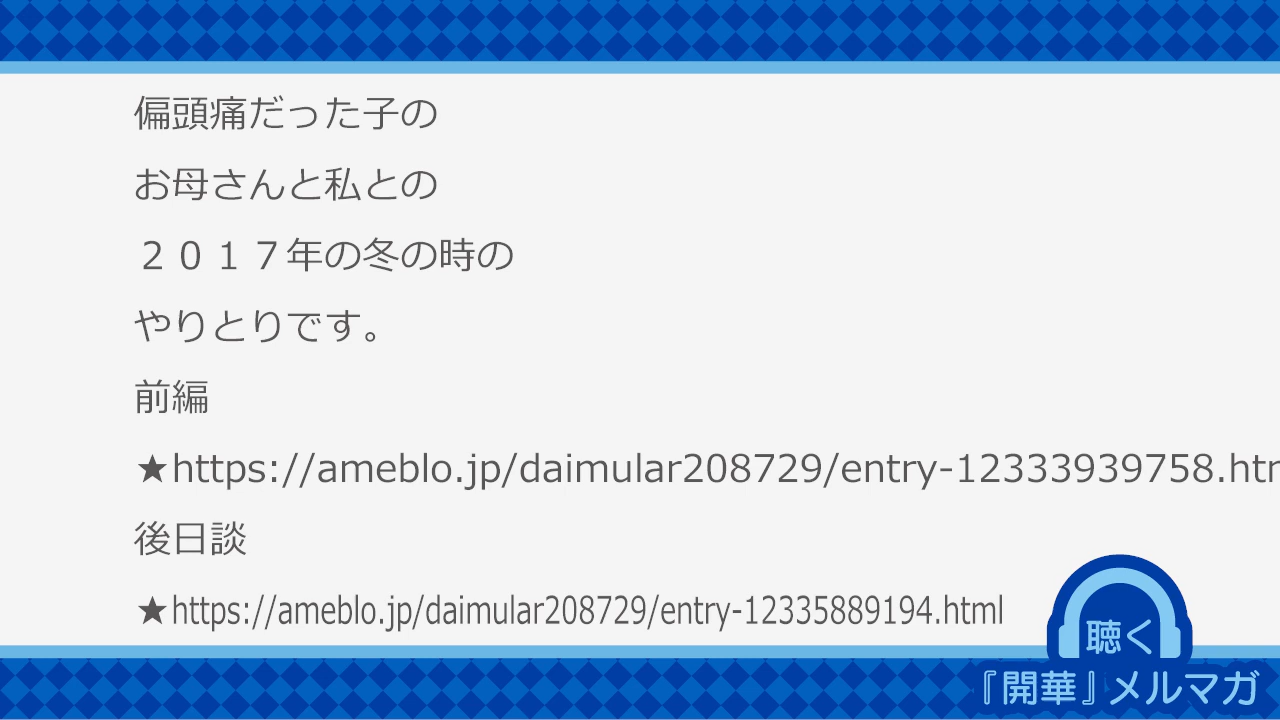 偏頭痛だった子の
お母さんと私との
２０１７年の冬の時の
やりとりです。
前編
★https://ameblo.jp/daimular208729/entry-12333939758.htm
後日談
★https://ameblo.jp/daimular208729/entry-12335889194.html
聴く
『開華』メルマガ